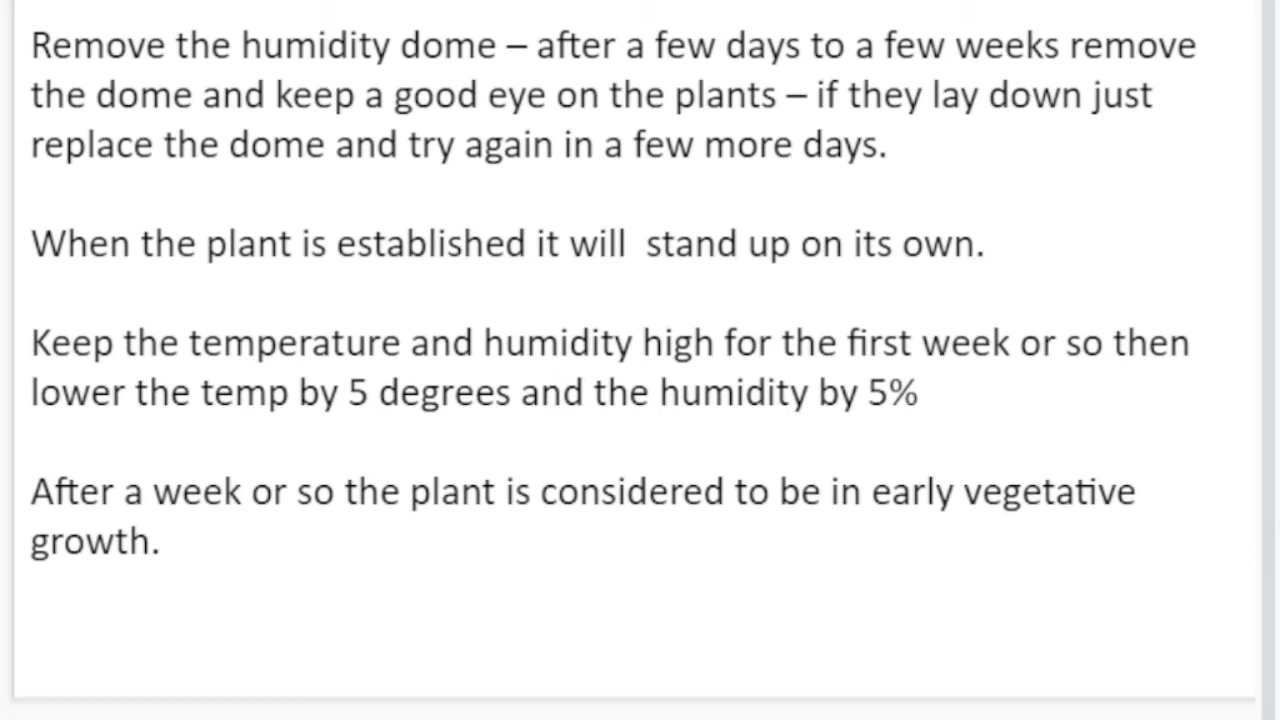 Remove the humidity dome – after a few days to a few weeks remove
the dome and keep a good eye on the plants – if they lay down just
replace the dome and try again in a few more days.
When the plant is established it will  stand up on its own.
Keep the temperature and humidity high for the first week or so then
lower the temp by 5 degrees and the humidity by 5%
After a week or so the plant is considered to be in early vegetative
growth.